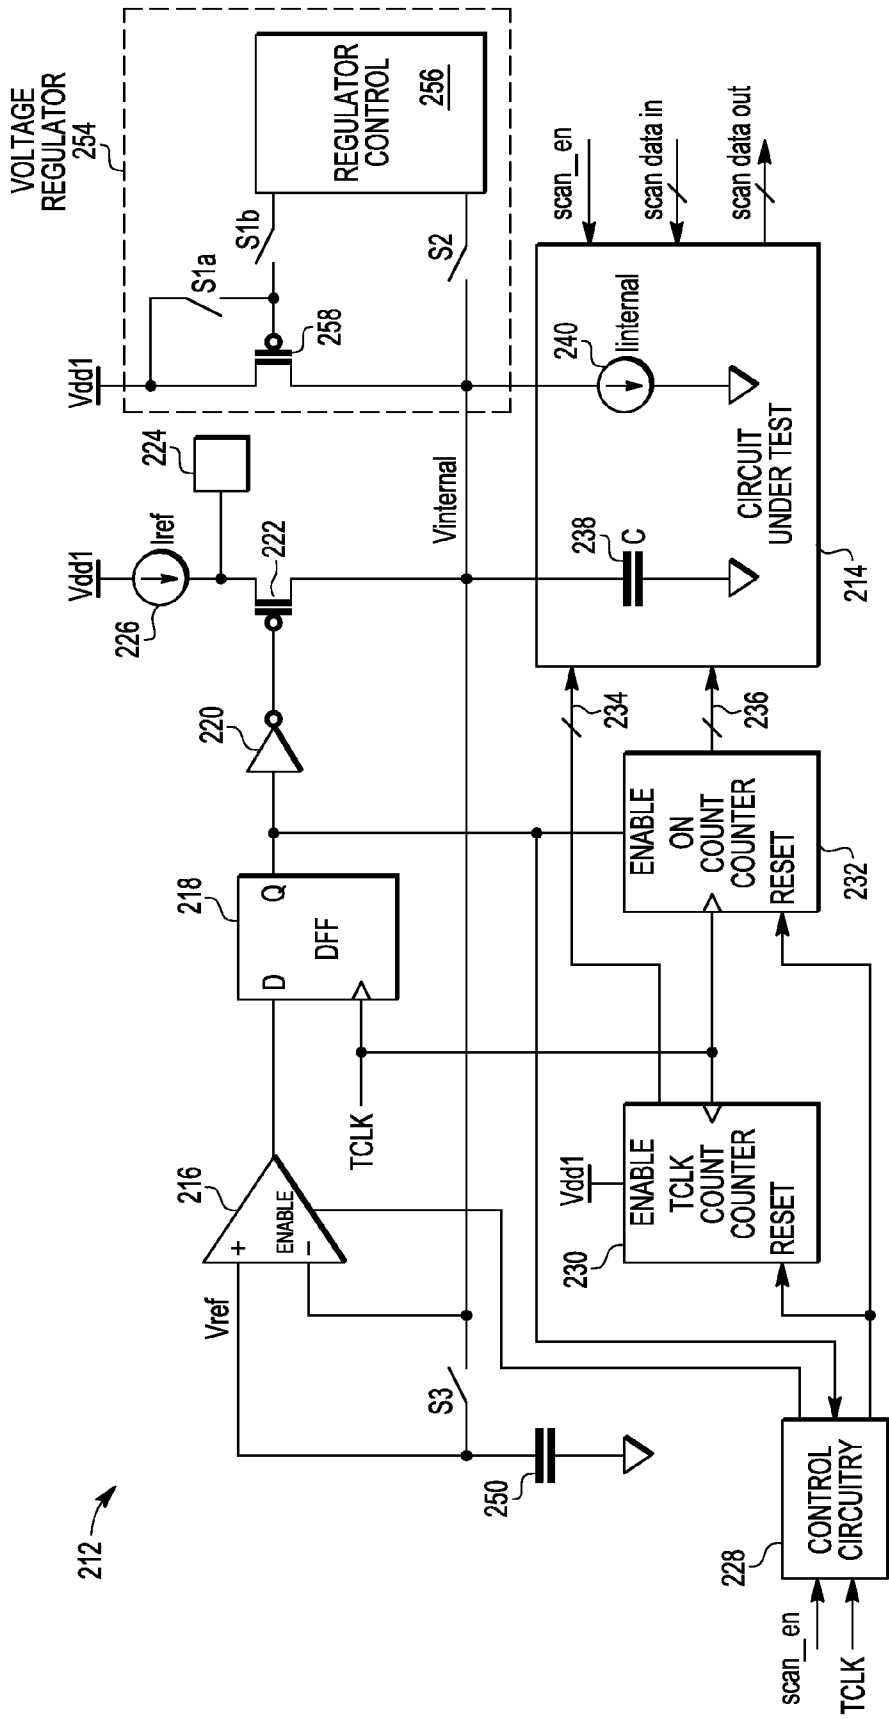 212
VOLTAGE
REGULATOR
254
Vdd1
S1a
S1b
258
REGULATOR
CONTROL
256
S2
Vdd1
226
Iref
224
222
220
218
D
Q
DFF
TCLK
216
Vref
+
ENABLE
−
S3
250
Vinternal
scan_en
scan data in
scan data out
240
Iinternal
238
C
CIRCUIT
UNDER TEST
214
234
236
Vdd1
230
ENABLE
TCLK
COUNT
COUNTER
RESET
ENABLE
ON
COUNT
COUNTER
RESET
232
228
CONTROL
CIRCUITRY
scan_en
TCLK